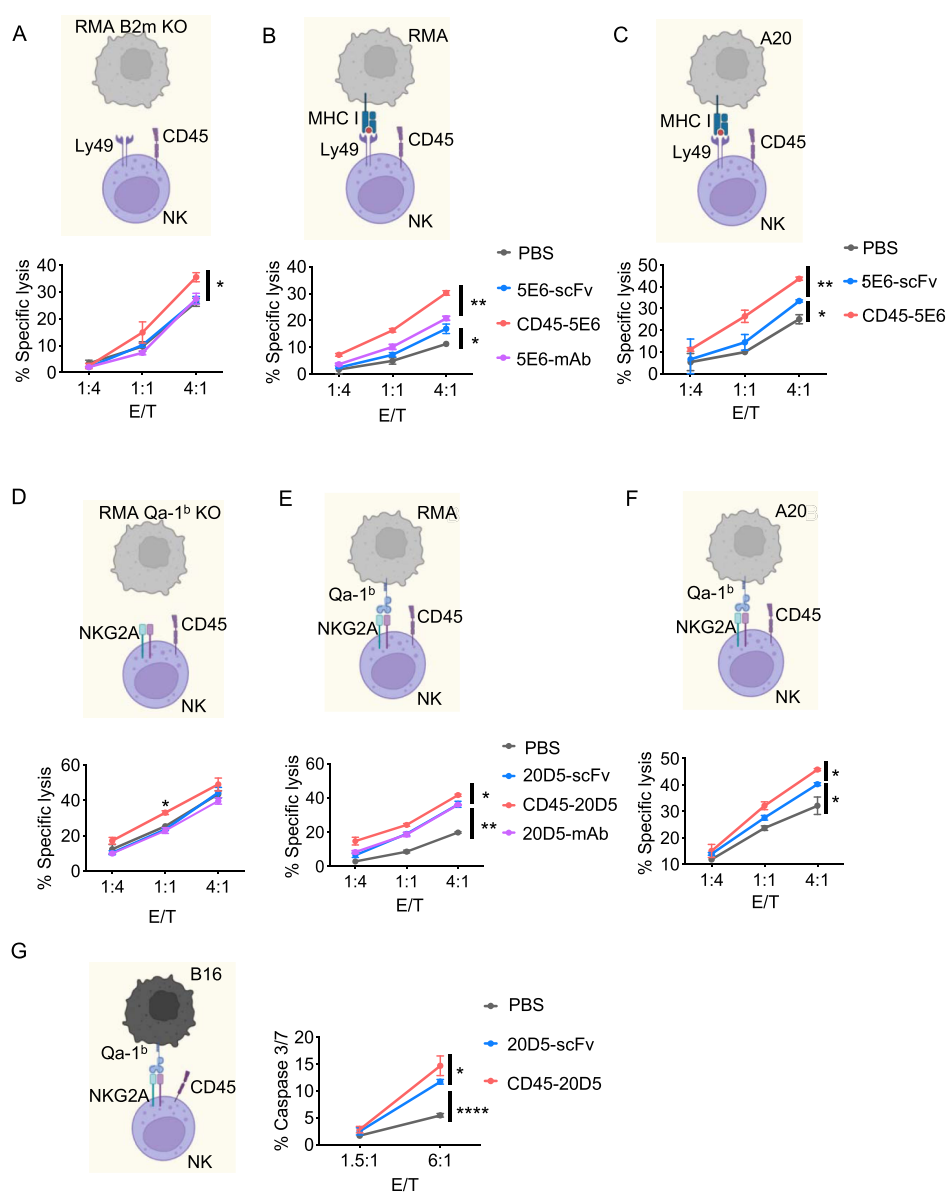 A
RMA B2m KO
Ly49
CD45
NK
% Specific lysis
40
30
20
10
0
*
1:4
1:1
4:1
E/T
B
RMA
MHC I
Ly49
CD45
NK
% Specific lysis
40
30
20
10
0
**
*
1:4
1:1
4:1
E/T
PBS
5E6-scFv
CD45-5E6
5E6-mAb
C
A20
MHC I
Ly49
CD45
NK
% Specific lysis
50
40
30
20
10
0
**
*
1:4
1:1
4:1
E/T
PBS
5E6-scFv
CD45-5E6
D
RMA Qa-1b KO
NKG2A
CD45
NK
% Specific lysis
60
40
20
0
*
1:4
1:1
4:1
E/T
E
RMA
Qa-1b
NKG2A
CD45
NK
% Specific lysis
60
40
20
0
*
**
1:4
1:1
4:1
E/T
PBS
20D5-scFv
CD45-20D5
20D5-mAb
F
A20
Qa-1b
NKG2A
CD45
NK
% Specific lysis
50
40
30
20
10
*
*
1:4
1:1
4:1
E/T
G
B16
Qa-1b
NKG2A
CD45
NK
% Caspase 3/7
20
15
10
5
0
*
****
1.5:1
6:1
E/T
PBS
20D5-scFv
CD45-20D5